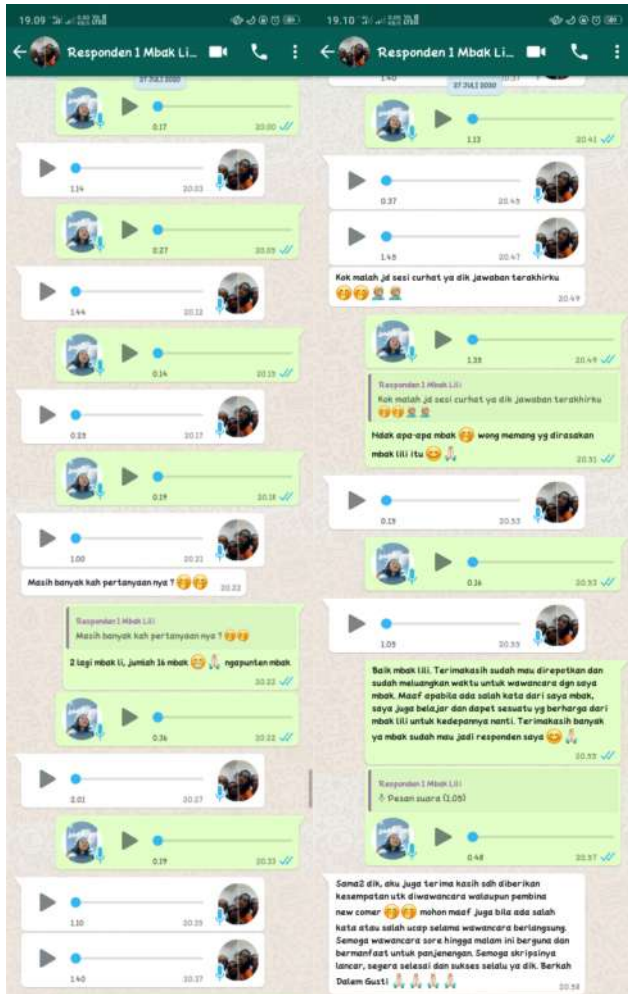 19.09
Responden 1 Mbak Li...
27 JULI 2020
0.17
20.00
1.14
20.03
0.27
1.44
20.12
0.14
20.17
0.19
20.18
1.00
20.21
Masih banyak kah pertanyaan nya ?
20.22
Responden 1 Mbak Lili
Masih banyak kah pertanyaan nya ?
2 lagi mbak li, jumlah 16 mbak ngapunten mbak
20.22
0.36
20.22
2.01
20.27
0.29
20.33
1.10
20.35
1.40
20.37
19.10
Responden 1 Mbak Li...
1.40
20.37
27 JULI 2020
1.13
20.41
0.37
20.45
1.45
20.47
Kok malah jd sesi curhat ya dik jawaban terakhirku
20.49
20.49
Responden 1 Mbak Lili
Kok malah jd sesi curhat ya dik jawaban terakhirku
Ndak apa-apa mbak wong memang yg dirasakan
mbak lili itu
20.51
20.53
20.53
1.05
20.55
Baik mbak lili. Terimakasih sudah mau direpotkan dan
sudah meluangkan waktu untuk wawancara dgn saya
mbak. Maaf apabila ada salah kata dari saya mbak,
saya juga belajar dan dapet sesuatu yg berharga dari
mbak lili untuk kedepannya nanti. Terimakasih banyak
ya mbak sudah mau jadi responden saya
20.55
Responden 1 Mbak Lili
Pesan suara (1.05)
0.48
20.57
Sama2 dik, aku juga terima kasih sdh diberikan
kesempatan utk diwawancara walaupun pembina
new comer mohon maaf juga bila ada salah
kata atau salah ucap selama wawancara berlangsung.
Semoga wawancara sore hingga malam ini berguna dan
bermanfaat untuk panjenengan. Semoga skripsinya
lancar, segera selesai dan sukses selalu ya dik. Berkah
Dalem Gusti
20.58